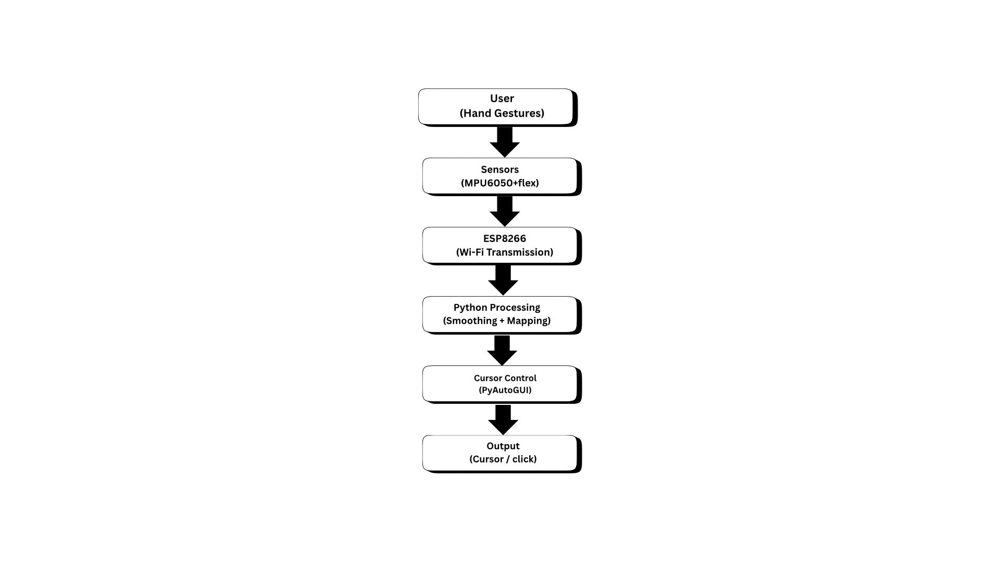 User
(Hand Gestures)
Sensors
(MPU6050+flex)
ESP8266
(Wi-Fi Transmission)
Python Processing
(Smoothing + Mapping)
Cursor Control
(PyAutoGUI)
Output
(Cursor / click)